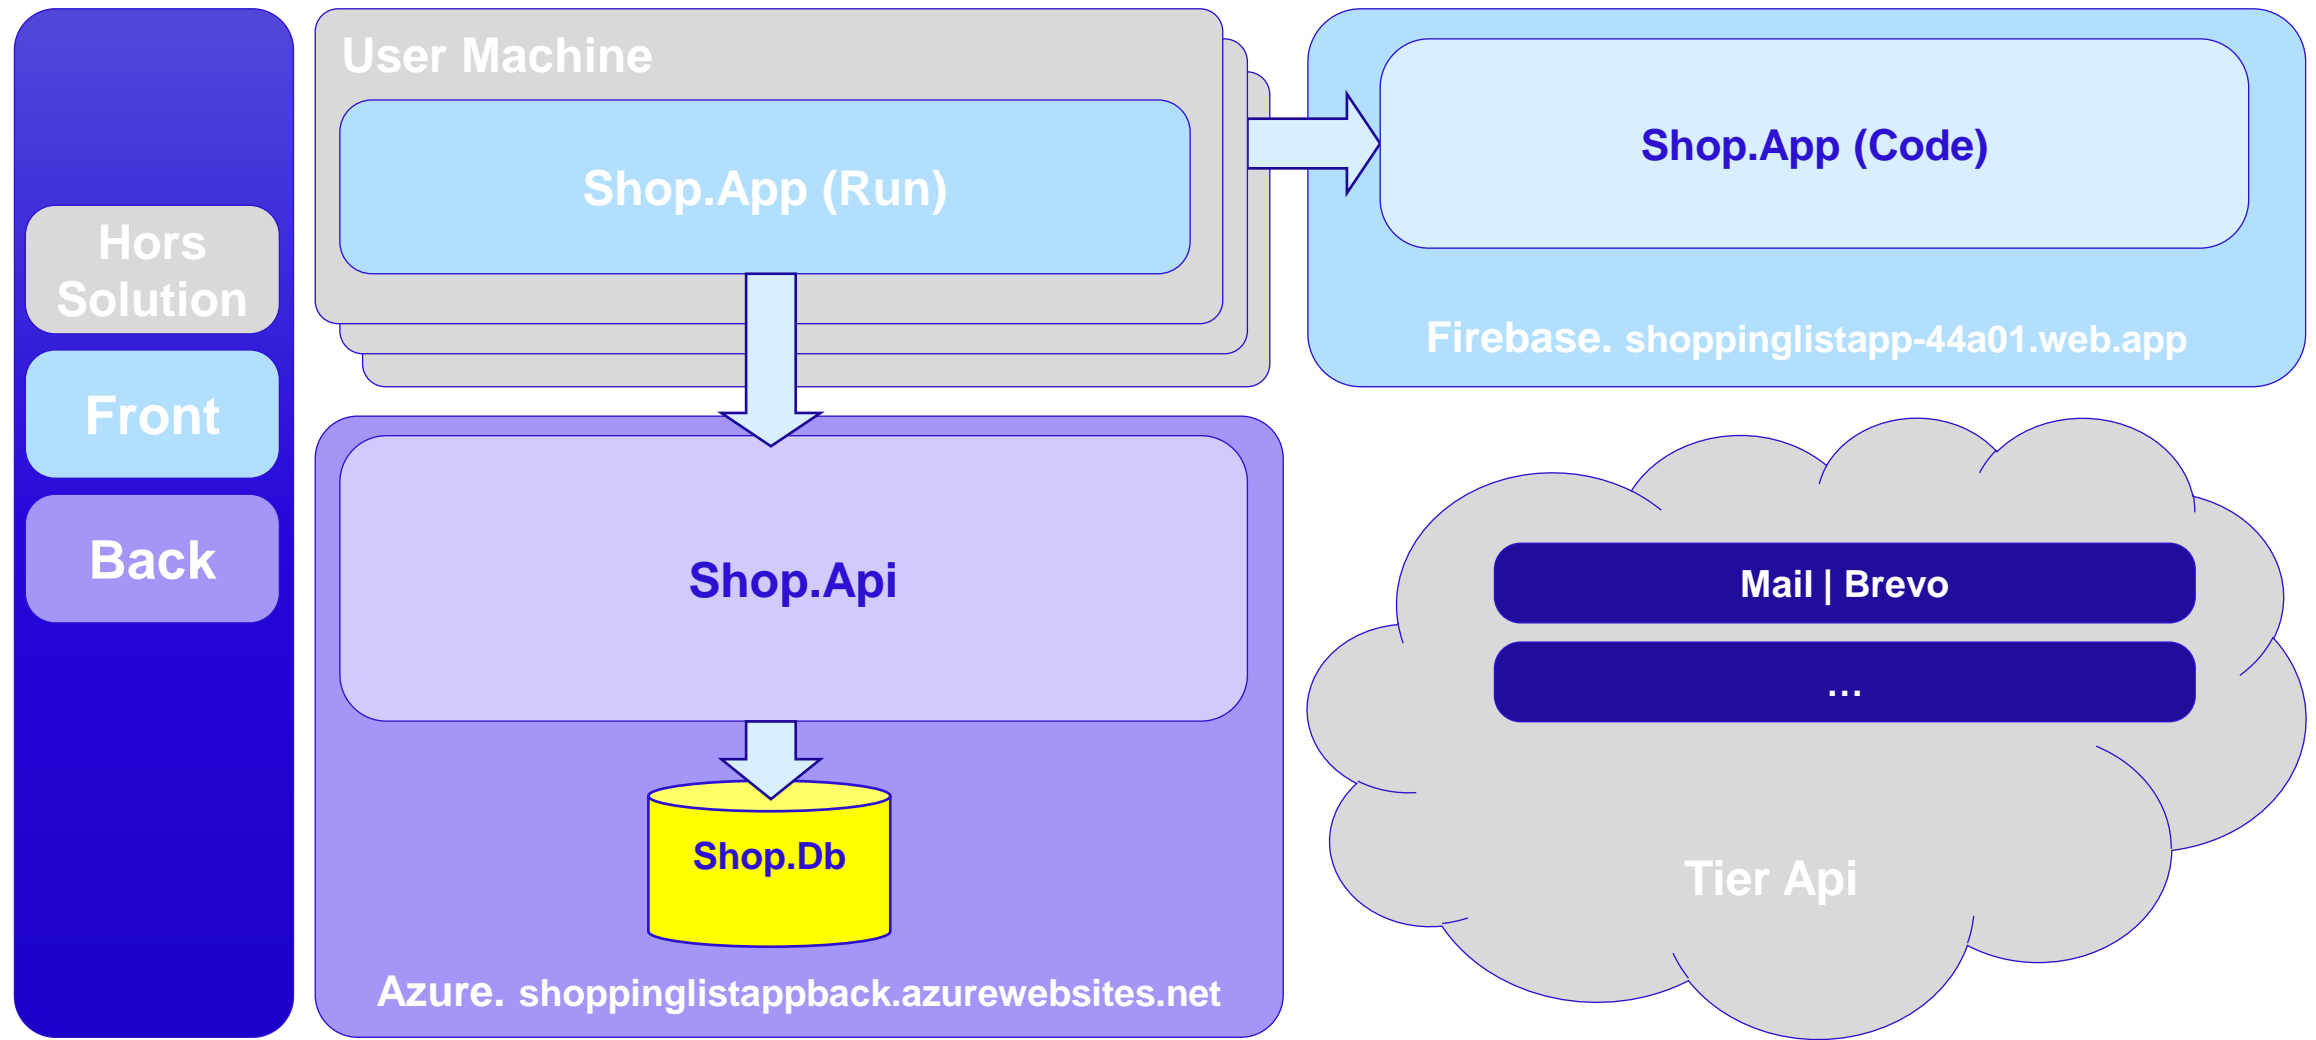 Hors
Solution
Front
Back
User Machine
Shop.App (Run)
Shop.App (Code)
Firebase. shoppinglistapp-44a01.web.app
Shop.Api
Shop.Db
Azure. shoppinglistappback.azurewebsites.net
Mail | Brevo
...
Tier Api